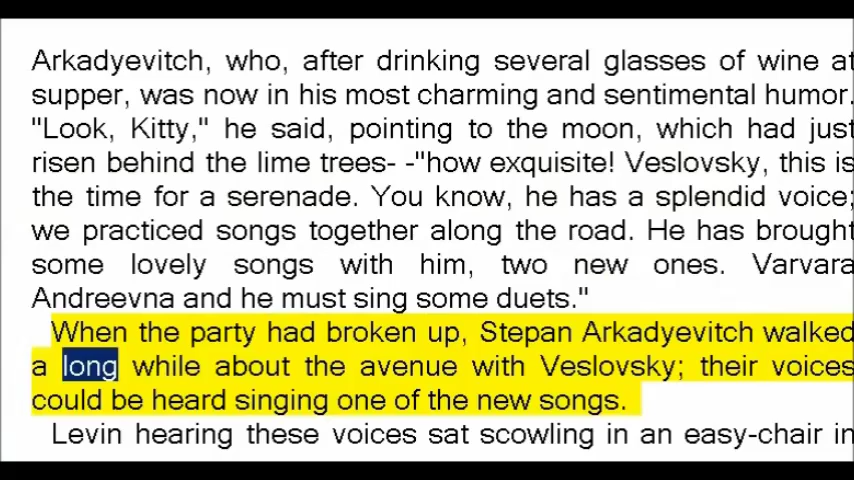 Arkadyevitch, who, after drinking several glasses of wine at
supper, was now in his most charming and sentimental humor.
"Look, Kitty," he said, pointing to the moon, which had just
risen behind the lime trees- -"how exquisite! Veslovsky, this is
the time for a serenade. You know, he has a splendid voice;
we practiced songs together along the road. He has brought
some lovely songs with him, two new ones. Varvara
Andreevna and he must sing some duets."
When the party had broken up, Stepan Arkadyevitch walked
a long while about the avenue with Veslovsky; their voices
could be heard singing one of the new songs.
Levin hearing these voices sat scowling in an easy-chair in